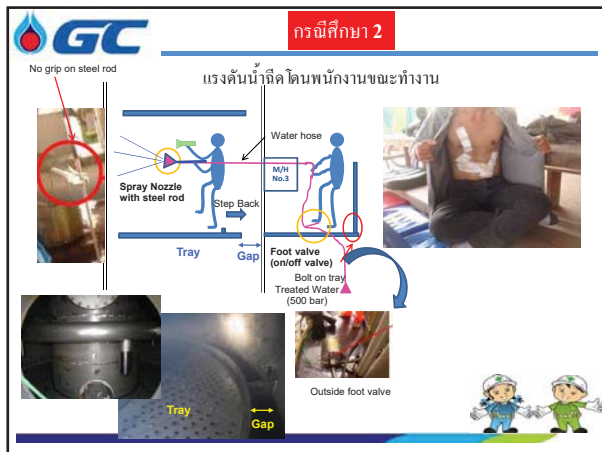 GC
กรณีศึกษา 2
แรงดันน้ำฉีดโดนพนักงานขณะทำงาน
No grip on steel rod
Water hose
M/H
No.3
Spray Nozzle
with steel rod
Step Back
Tray
Gap
Foot valve
(on/off valve)
Bolt on tray
Treated Water
(500 bar)
Tray
Gap
Outside foot valve